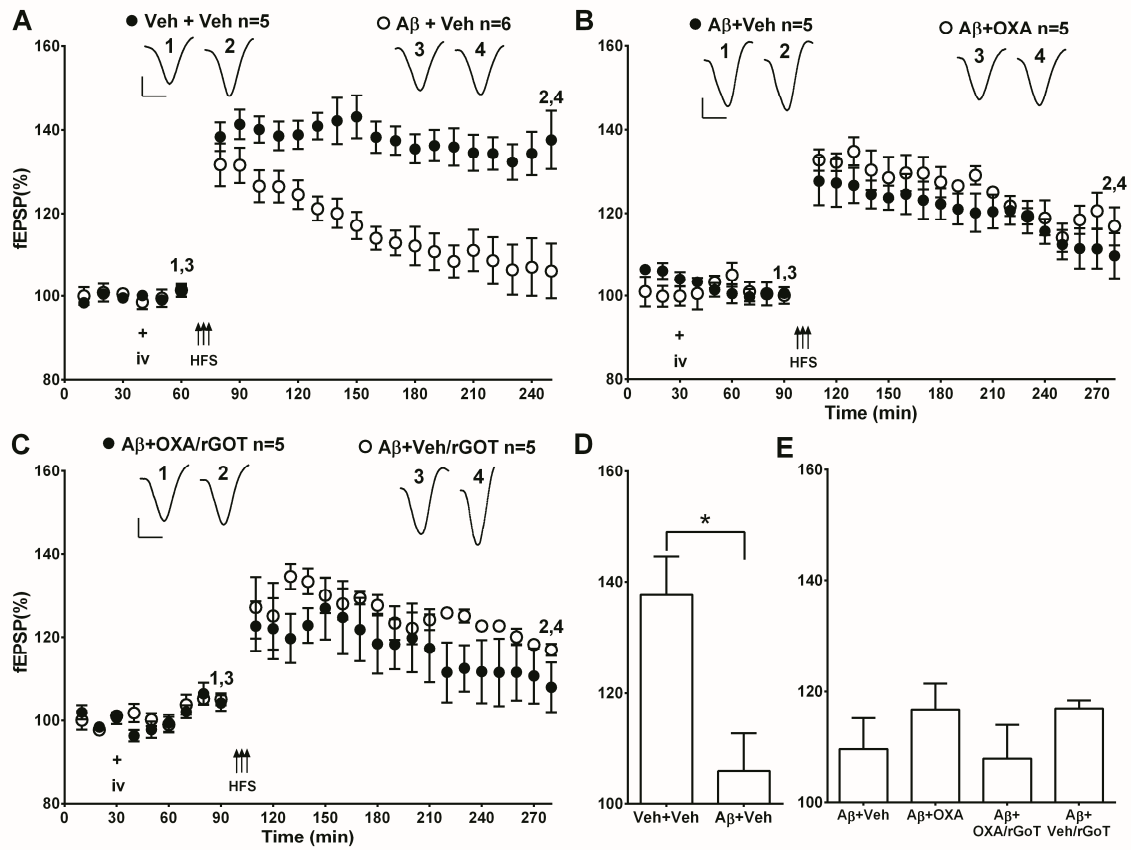 A
● Veh + Veh n=5
○ Aβ + Veh n=6
160
140
120
100
80
fEPSP(%)
1
2
3
4
2,4
1,3
+
iv
HFS
0 30 60 90 120 150 180 210 240
B
● Aβ+Veh n=5
○ Aβ+OXA n=5
160
140
120
100
80
1
2
3
4
2,4
1,3
+
iv
HFS
0 30 60 90 120 150 180 210 240 270
Time (min)
C
● Aβ+OXA/rGOT n=5
○ Aβ+Veh/rGOT n=5
160
140
120
100
80
fEPSP(%)
1
2
3
4
2,4
1,3
+
iv
HFS
0 30 60 90 120 150 180 210 240 270
Time (min)
D
160
140
120
100
*
Veh+Veh Aβ+Veh
E
160
140
120
100
Aβ+Veh Aβ+OXA Aβ+ Aβ+
OXA/rGoT Veh/rGoT